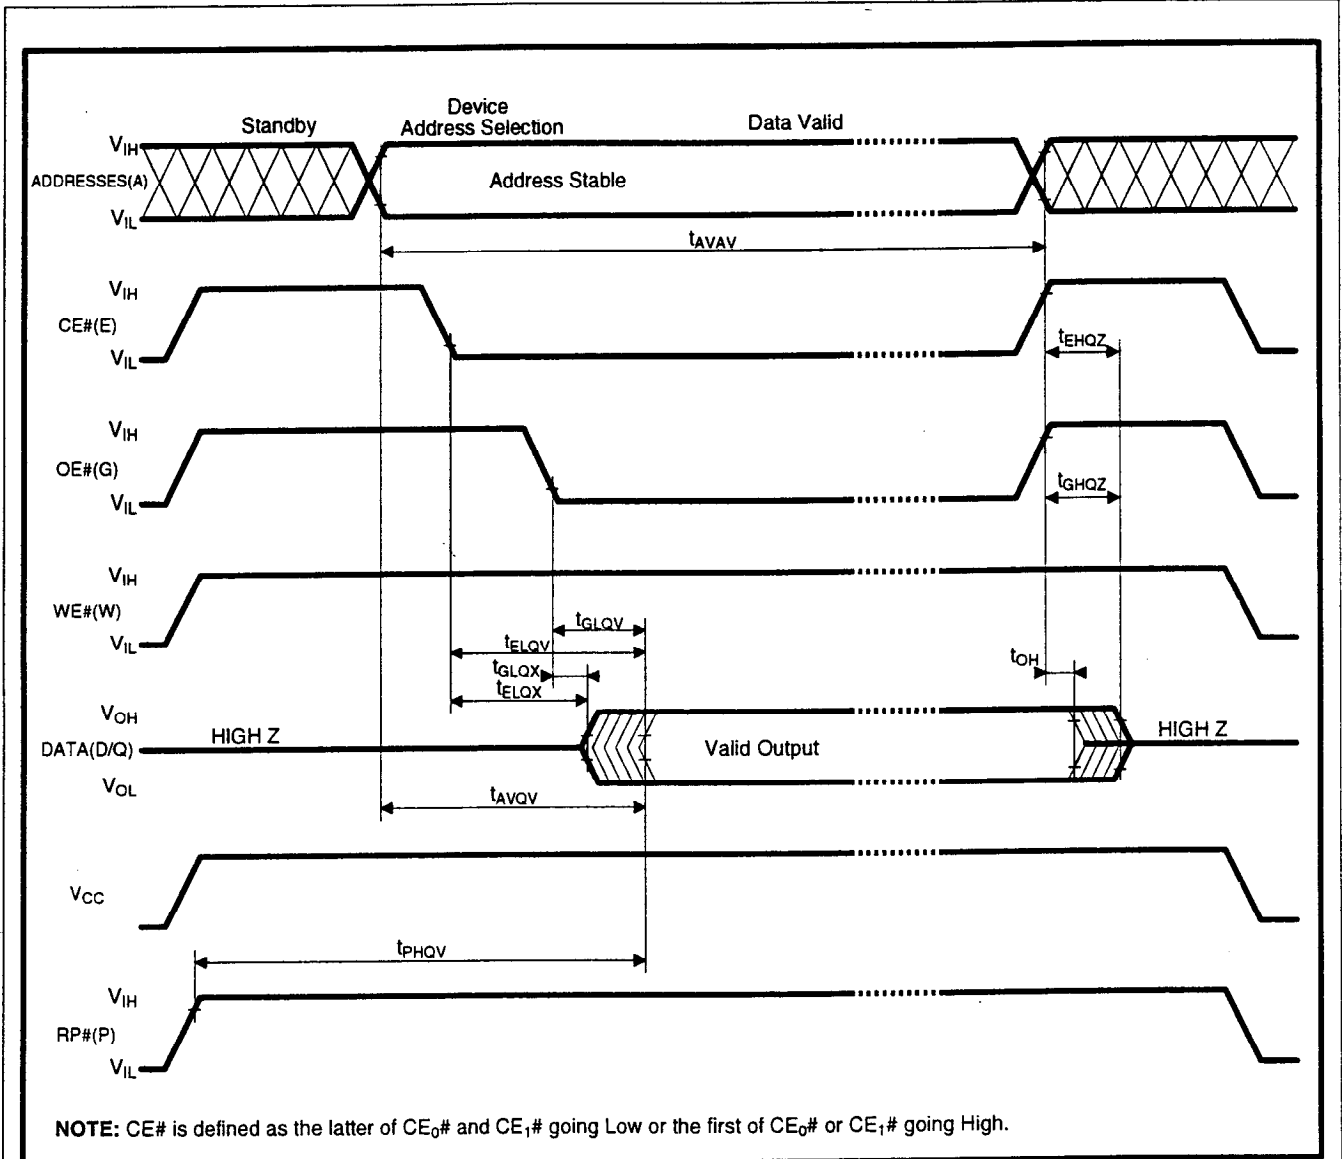 Standby
Device
Address Selection
Data Valid
VIH
ADDRESSES(A)
VIL
Address Stable
tAVAV
VIH
CE#(E)
VIL
tEHQZ
VIH
OE#(G)
VIL
tGHQZ
VIH
WE#(W)
VIL
tGLQV
tELQV
tGLQX
tELQX
tOH
VOH
DATA(D/Q)
VOL
HIGH Z
Valid Output
HIGH Z
tAVQV
VCC
tPHQV
VIH
RP#(P)
VIL
NOTE: CE# is defined as the latter of CE0# and CE1# going Low or the first of CE0# or CE1# going High.